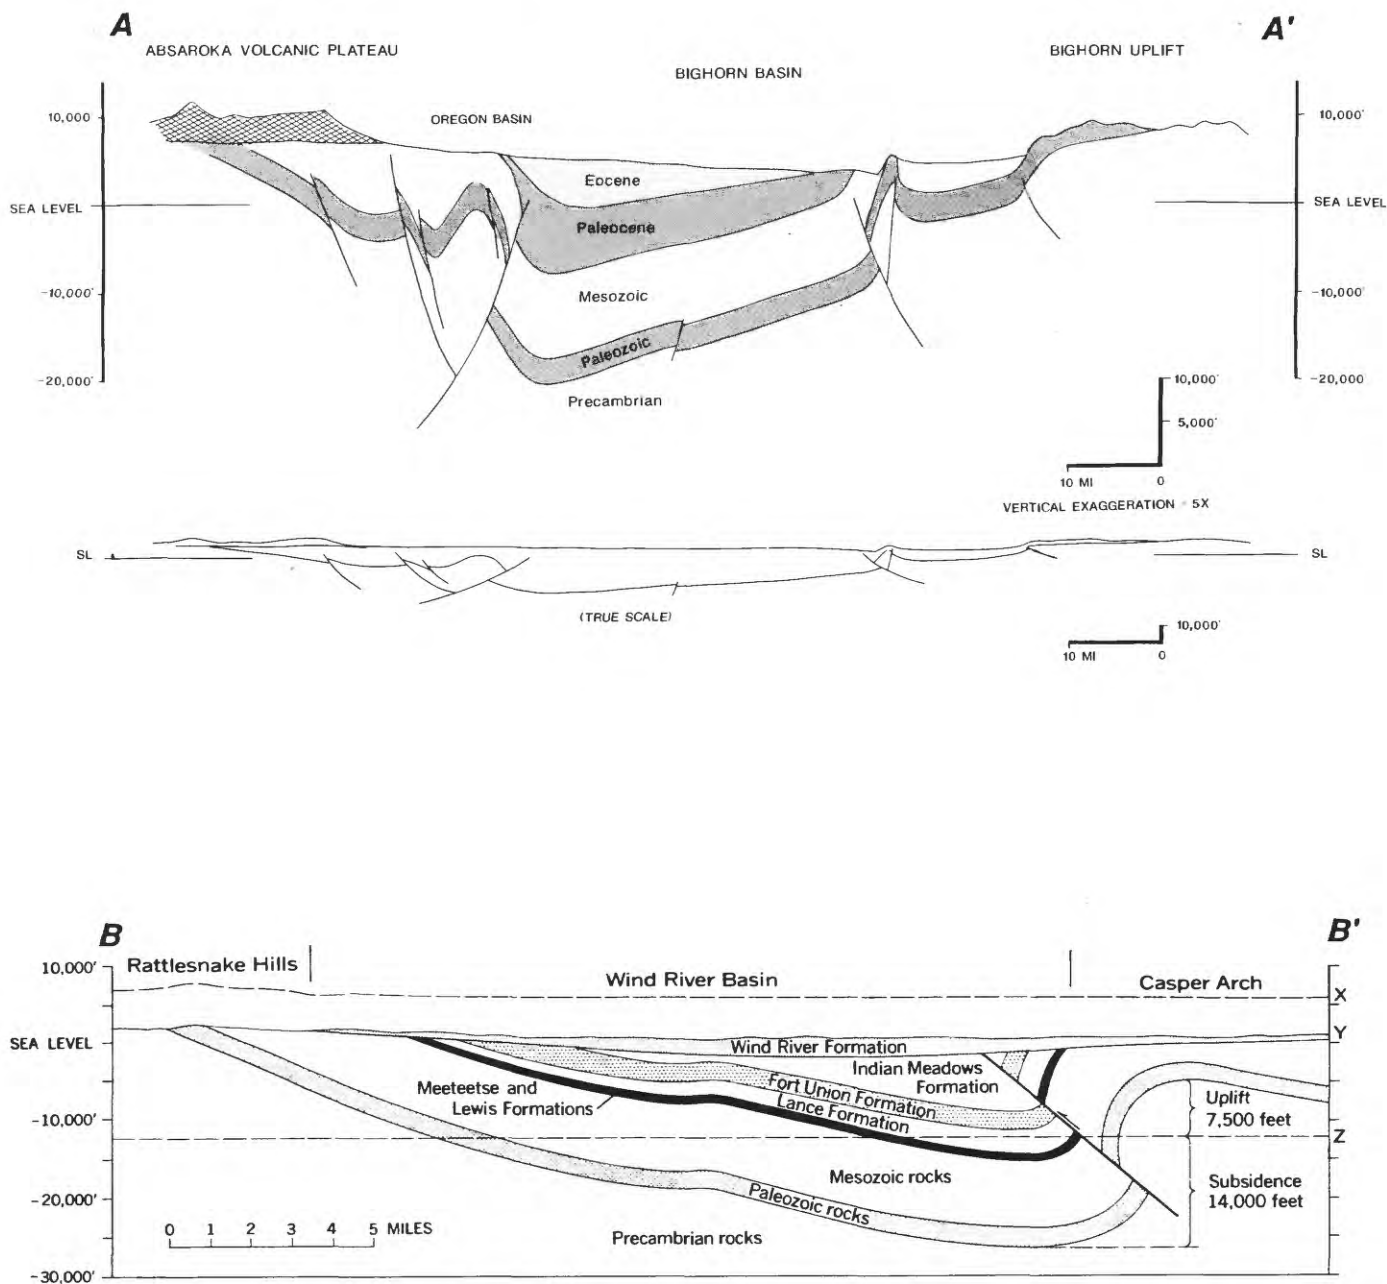 A
A'
ABSAROKA VOLCANIC PLATEAU
BIGHORN UPLIFT
BIGHORN BASIN
10,000
OREGON BASIN
10,000'
Eocene
SEA LEVEL
SEA LEVEL
Paleocene
-10,000'
Mesozoic
-10,000'
Paleozoic
-20,000'
Precambrian
-20,000
10,000'
5,000'
10 MI
0
VERTICAL EXAGGERATION 5X
SL
SL
(TRUE SCALE)
10,000'
10 MI
0
B
B'
10,000'
Rattlesnake Hills
Wind River Basin
Casper Arch
X
SEA LEVEL
Y
Wind River Formation
Indian Meadows
Formation
Meeteetse and
Lewis Formations
Fort Union Formation
Lance Formation
Uplift
7,500 feet
-10,000'
Z
Mesozoic rocks
Subsidence
14,000 feet
-20,000'
Paleozoic rocks
0 1 2 3 4 5 MILES
Precambrian rocks
-30,000'